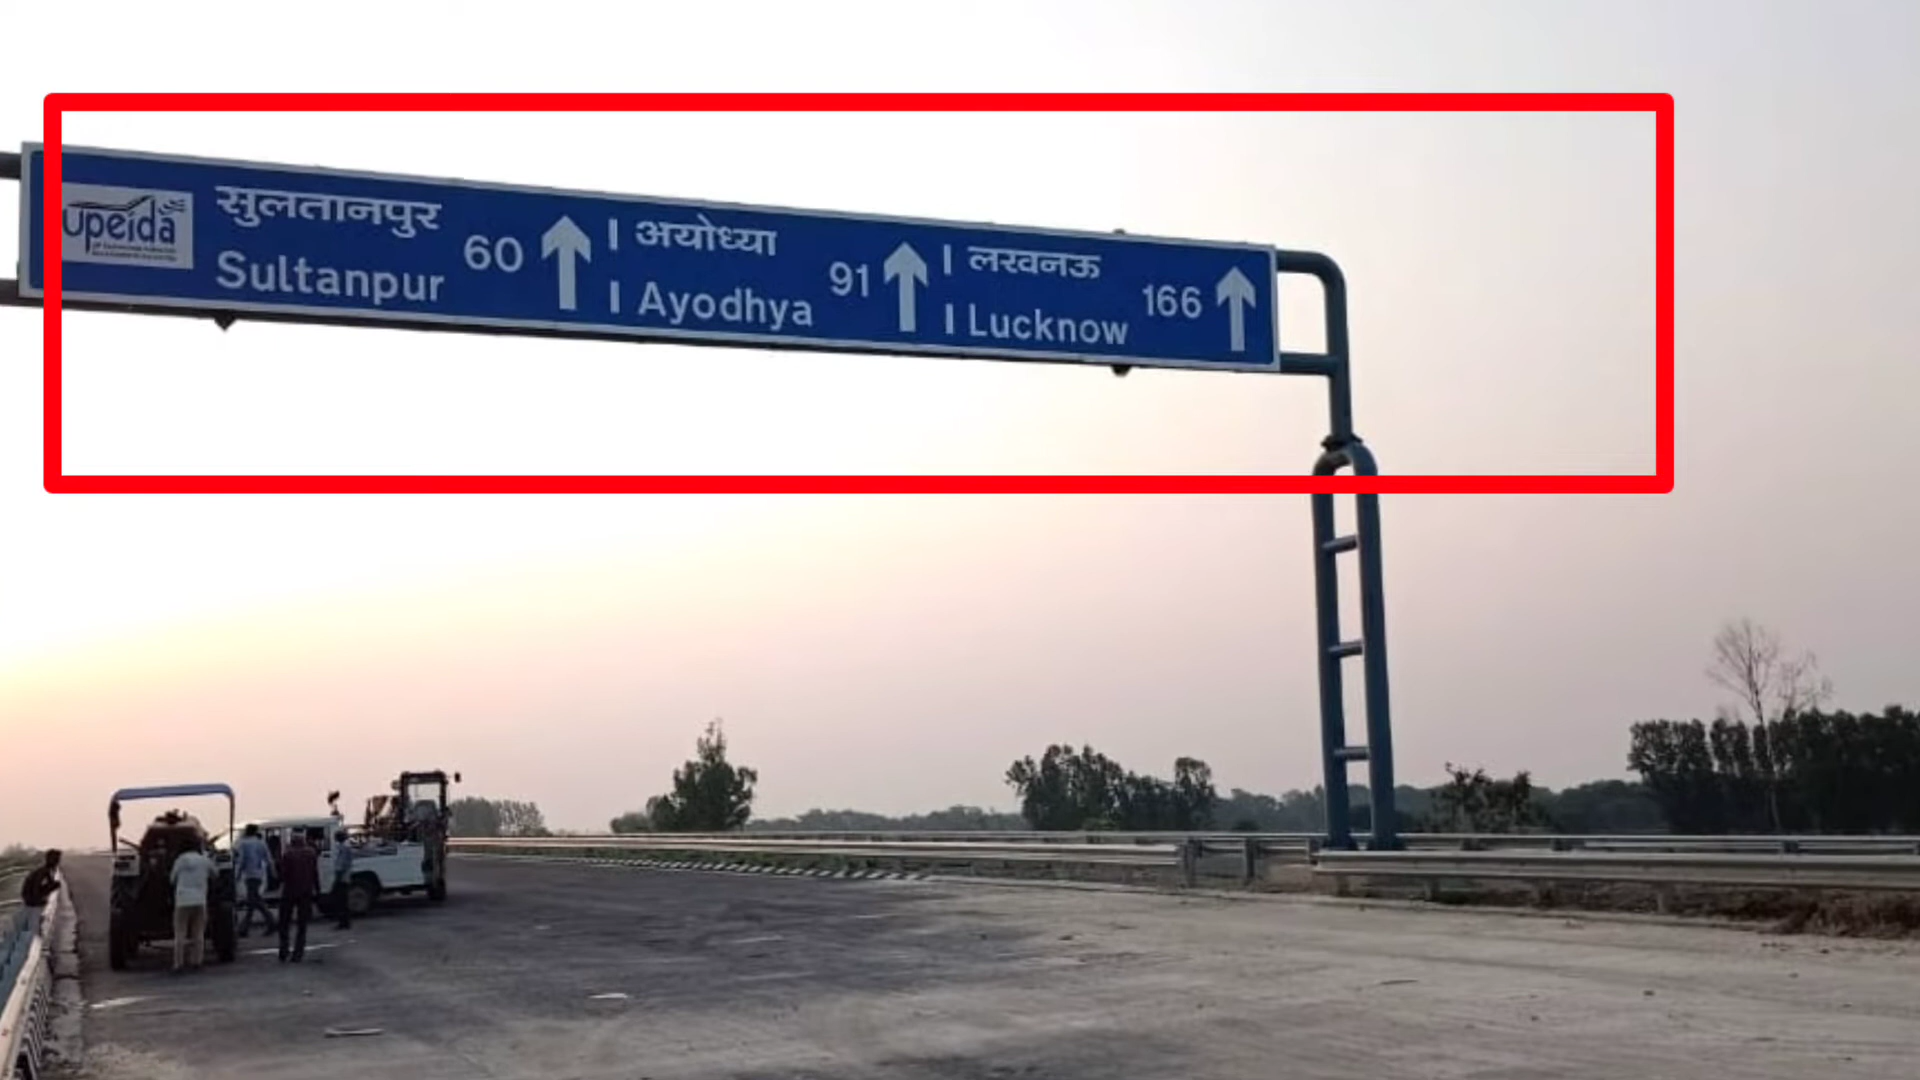 upeida
सुलतानपुर
Sultanpur
60
अयोध्या
Ayodhya
91
लखनऊ
Lucknow
166